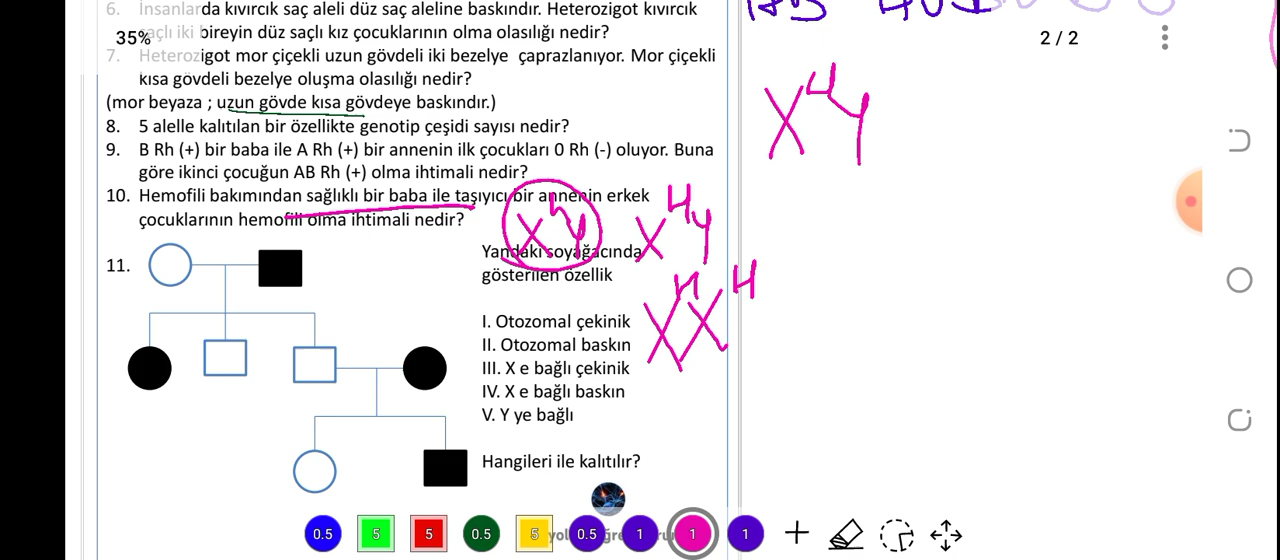 6. İnsanlarda kıvırcık saç aleli düz saç aleline baskındır. Heterozigot kıvırcık
saçlı iki bireyin düz saçlı kız çocuklarının olma olasılığı nedir?
35%
2 / 2
7. Heterozigot mor çiçekli uzun gövdeli iki bezelye çaprazlanıyor. Mor çiçekli
kısa gövdeli bezelye oluşma olasılığı nedir?
(mor beyaza ; uzun gövde kısa gövdeye baskındır.)
8. 5 alelle kalıtılan bir özellikte genotip çeşidi sayısı nedir?
9. B Rh (+) bir baba ile A Rh (+) bir annenin ilk çocukları 0 Rh (-) oluyor. Buna
göre ikinci çocuğun AB Rh (+) olma ihtimali nedir?
10. Hemofili bakımından sağlıklı bir baba ile taşıyıcı bir annenin erkek
çocuklarının hemofili olma ihtimali nedir?
X^H y
X^h y
X^H y
X^H X^H
11.
Yandaki soyağacında
gösterilen özellik
I. Otozomal çekinik
II. Otozomal baskın
III. X e bağlı çekinik
IV. X e bağlı baskın
V. Y ye bağlı
Hangileri ile kalıtılır?
0.5 5 5 0.5 5 0.5 1 1 1